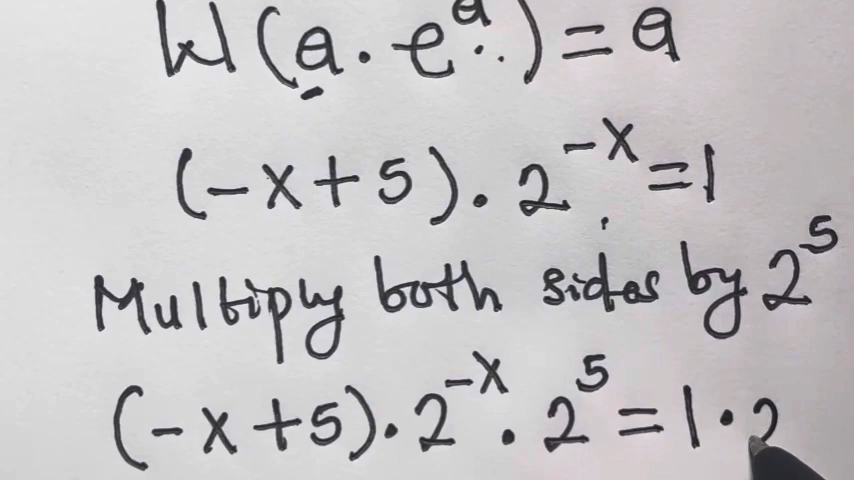 W(a.e^a..) = a
(-x+5).2^-x = 1
Multiply both sides by 2^5
(-x+5).2^-x.2^5 = 1.2